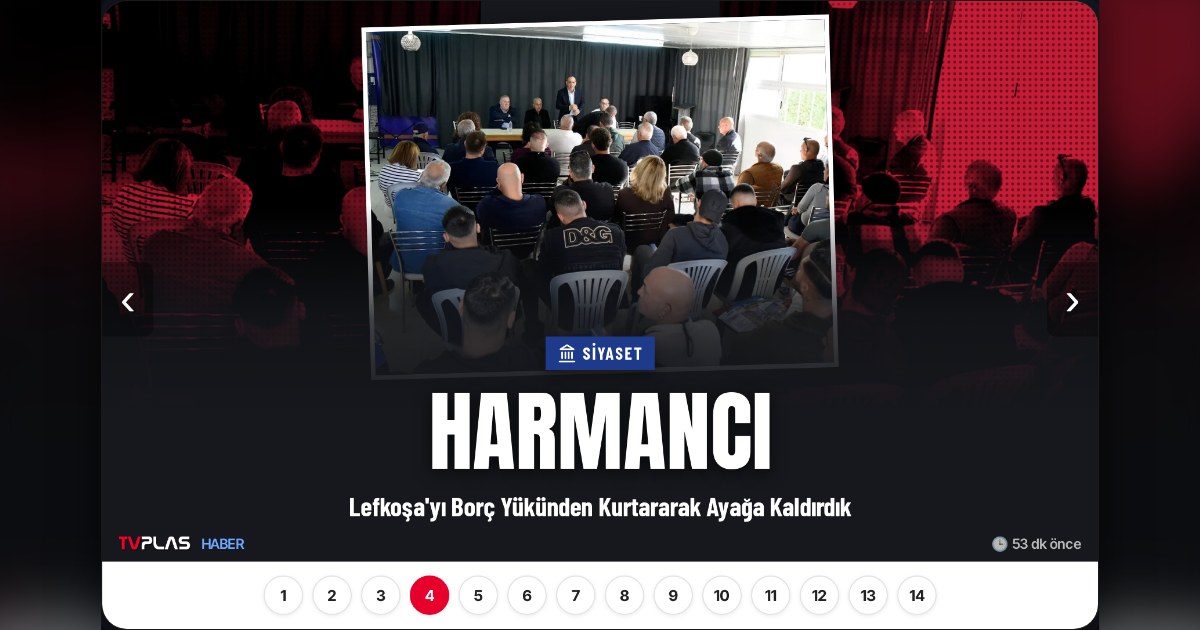 D&G
SİYASET
HARMANCI
Lefkoşa'yı Borç Yükünden Kurtararak Ayağa Kaldırdık
TVPLAS HABER
53 dk önce
1 2 3 4 5 6 7 8 9 10 11 12 13 14